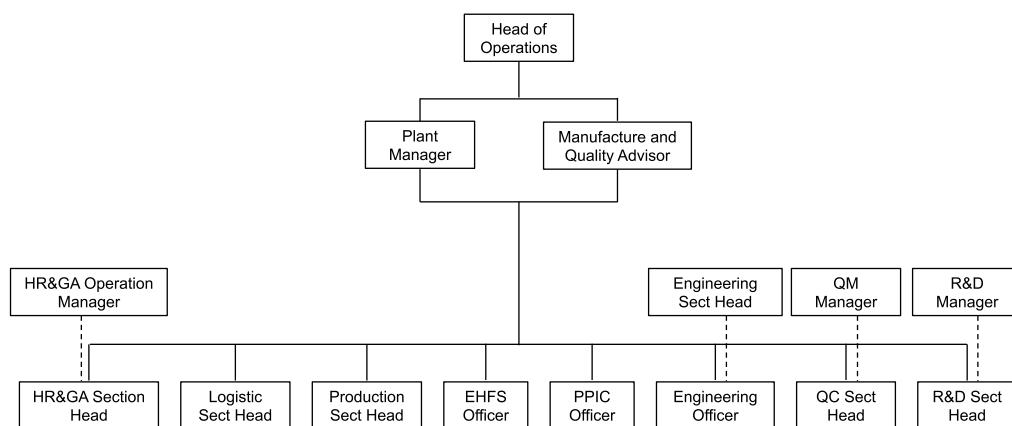 Head of
Operations
Plant
Manager
Manufacture and
Quality Advisor
HR&GA Operation
Manager
Engineering
Sect Head
QM
Manager
R&D
Manager
HR&GA Section
Head
Logistic
Sect Head
Production
Sect Head
EHFS
Officer
PPIC
Officer
Engineering
Officer
QC Sect
Head
R&D Sect
Head